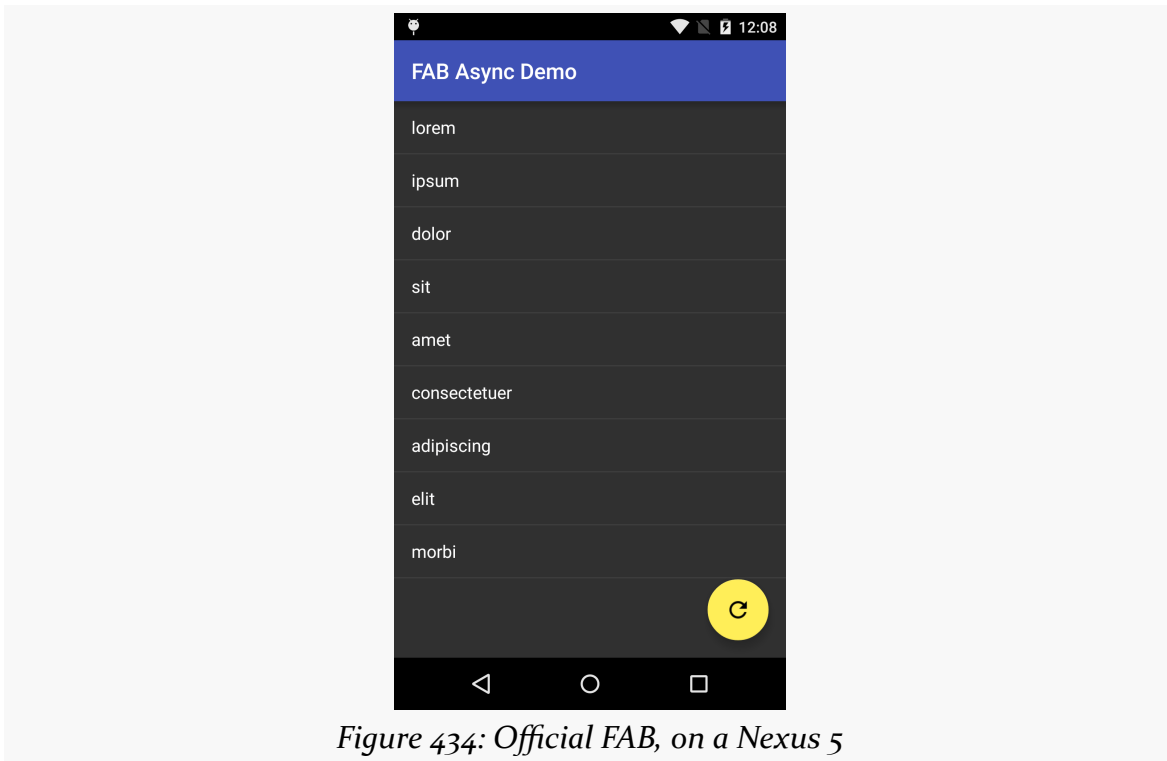 12:08
FAB Async Demo
lorem
ipsum
dolor
sit
amet
consectetuer
adipiscing
elit
morbi
Figure 434: Official FAB, on a Nexus 5